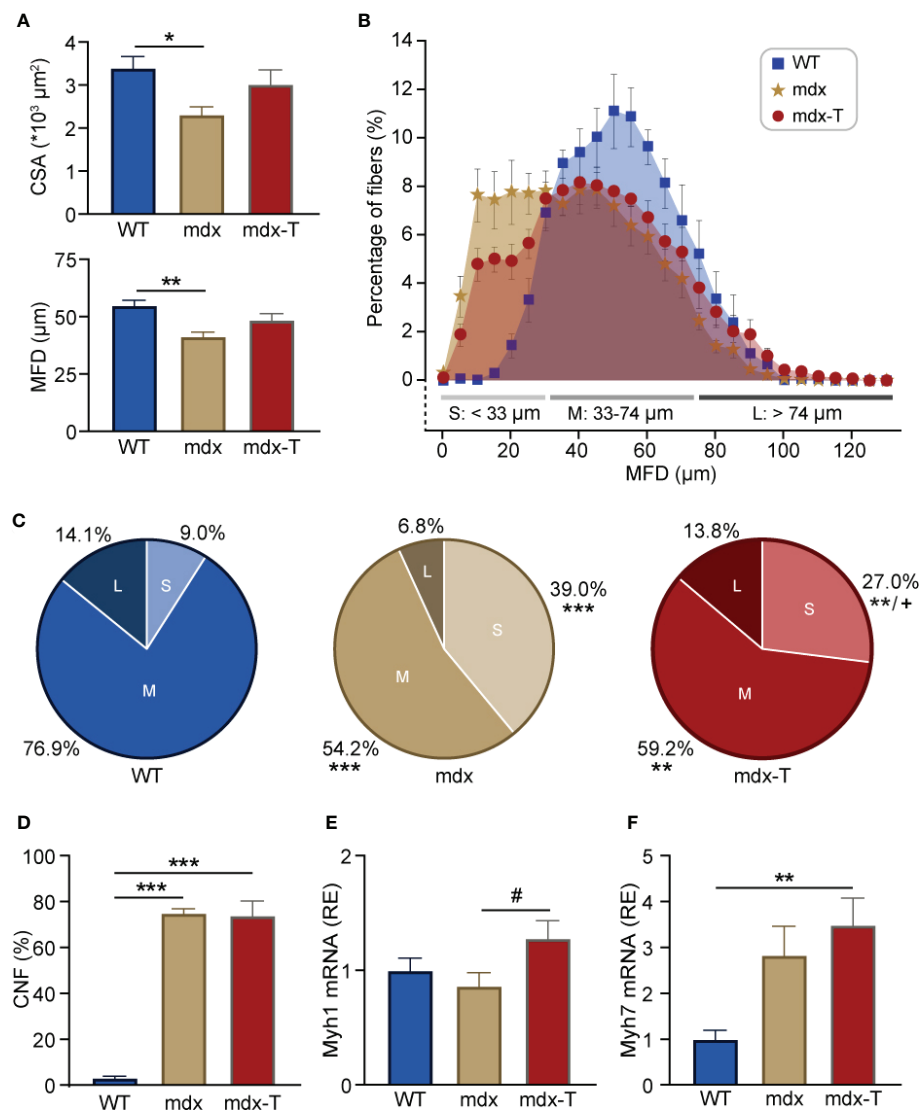 A
CSA (*10³ µm²)
4
3
2
1
0
*
WT mdx mdx-T
MFD (µm)
75
50
25
0
**
WT mdx mdx-T
B
Percentage of fibers (%)
14
12
10
8
6
4
2
0
WT
mdx
mdx-T
S: < 33 µm M: 33-74 µm L: > 74 µm
0 20 40 60 80 100 120
MFD (µm)
C
14.1% 9.0%
L S
M
76.9%
WT
6.8%
L
39.0%
***
S
M
54.2%
***
mdx
13.8%
L
27.0%
**/+
S
M
59.2%
**
mdx-T
D
CNF (%)
100
80
60
40
20
0
***
***
WT mdx mdx-T
E
Myh1 mRNA (RE)
2
1
0
#
WT mdx mdx-T
F
Myh7 mRNA (RE)
5
4
3
2
1
0
**
WT mdx mdx-T